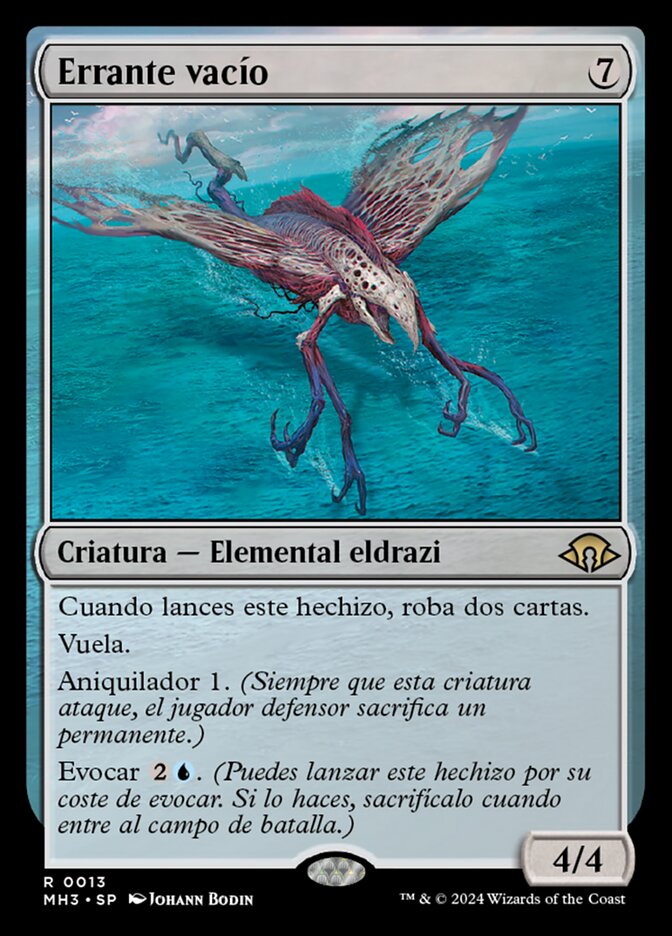 Errante vacío
7
Criatura — Elemental eldrazi
Cuando lances este hechizo, roba dos cartas.
Vuela.
Aniquilador 1. (Siempre que esta criatura
ataque, el jugador defensor sacrifica un
permanente.)
Evocar 2. (Puedes lanzar este hechizo por su
coste de evocar. Si lo haces, sacrifícalo cuando
entre al campo de batalla.)
4/4
R 0013
MH3 • SP Johann Bodin
™ & © 2024 Wizards of the Coast